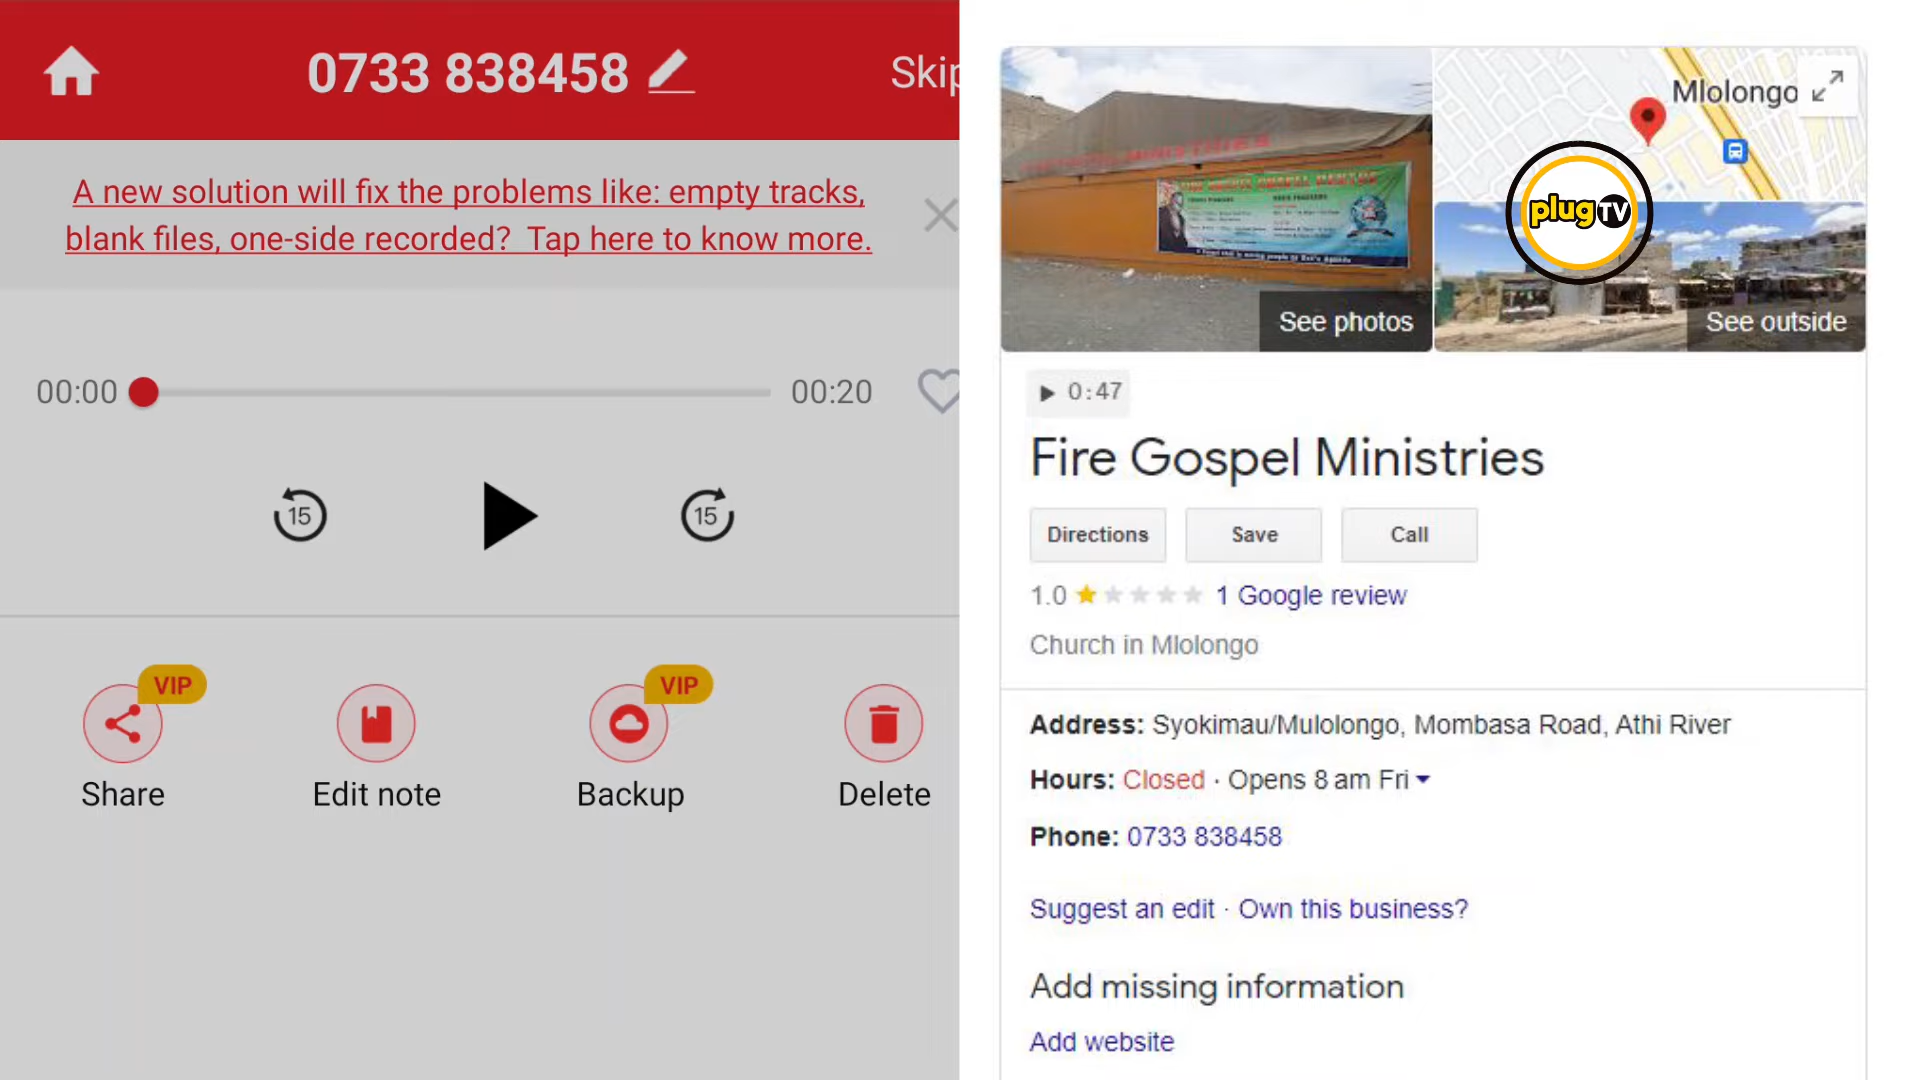 0733 838458
Skip
A new solution will fix the problems like: empty tracks,
blank files, one-side recorded? Tap here to know more.
00:00
00:20
15
15
VIP
VIP
Share
Edit note
Backup
Delete
Mlolongo
plugTV
See photos
See outside
0:47
Fire Gospel Ministries
Directions
Save
Call
1.0
1 Google review
Church in Mlolongo
Address: Syokimau/Mulolongo, Mombasa Road, Athi River
Hours: Closed · Opens 8 am Fri
Phone: 0733 838458
Suggest an edit · Own this business?
Add missing information
Add website